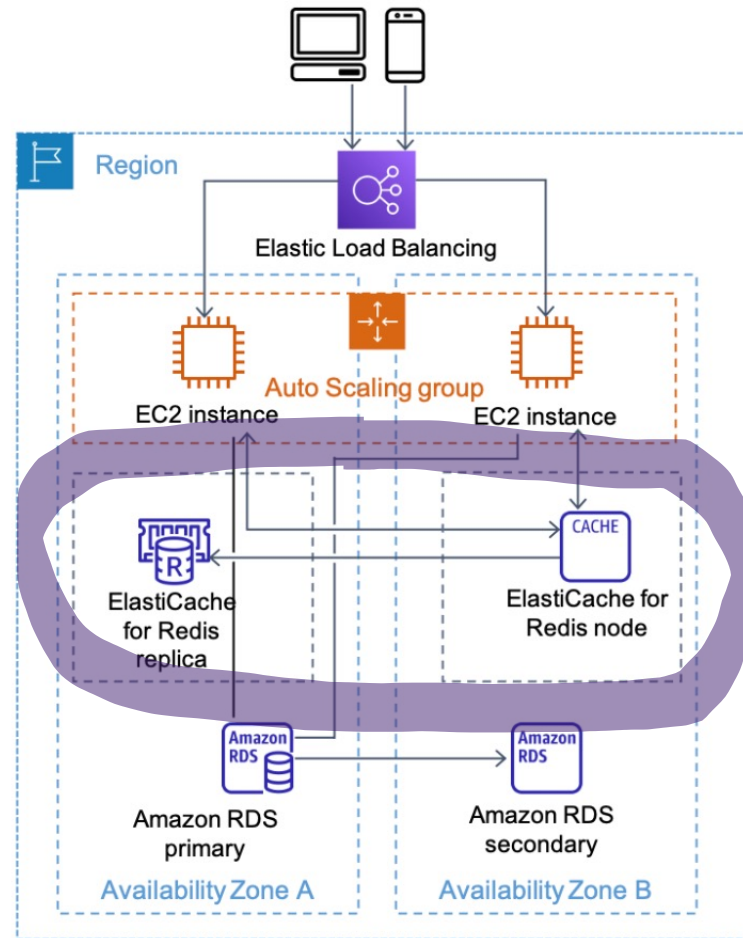 Region
Elastic Load Balancing
Auto Scaling group
EC2 instance
EC2 instance
R
ElastiCache
for Redis
replica
CACHE
ElastiCache for
Redis node
Amazon
RDS
Amazon RDS
primary
Amazon
RDS
Amazon RDS
secondary
Availability Zone A
Availability Zone B